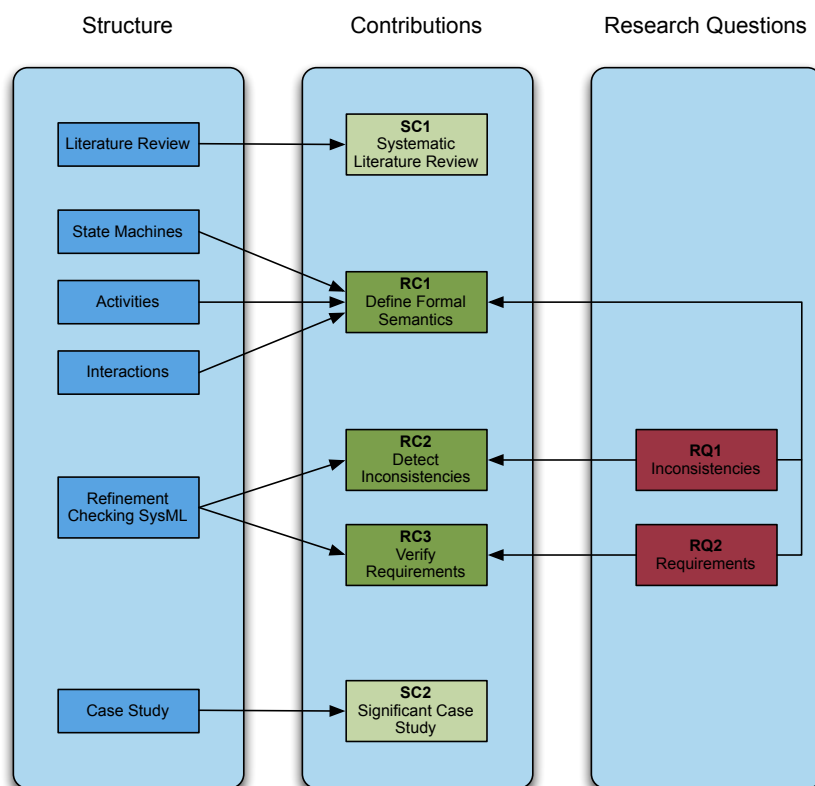 Structure
Contributions
Research Questions
Literature Review
SC1
Systematic
Literature Review
State Machines
Activities
Interactions
RC1
Define Formal
Semantics
Refinement
Checking SysML
RC2
Detect
Inconsistencies
RQ1
Inconsistencies
RC3
Verify
Requirements
RQ2
Requirements
Case Study
SC2
Significant Case
Study